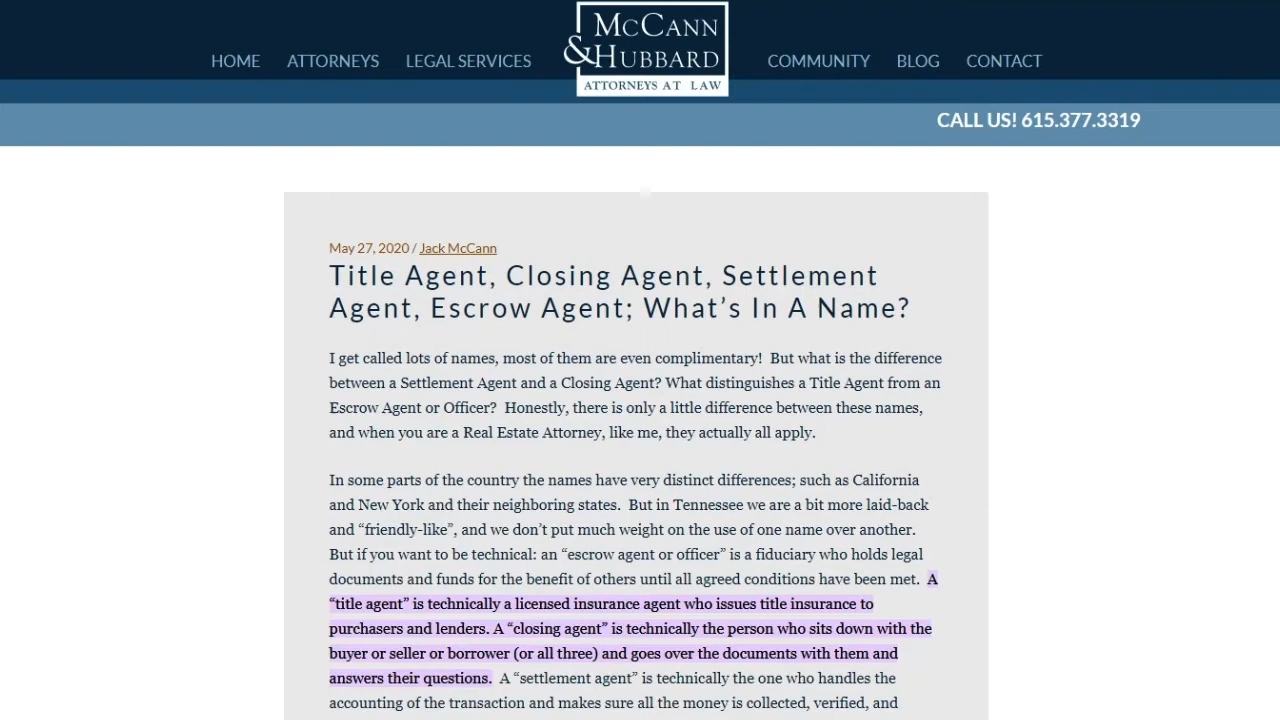 HOME ATTORNEYS LEGAL SERVICES
McCann
& Hubbard
ATTORNEYS AT LAW
COMMUNITY BLOG CONTACT
CALL US! 615.377.3319
May 27, 2020 / Jack McCann
Title Agent, Closing Agent, Settlement
Agent, Escrow Agent; What’s In A Name?
I get called lots of names, most of them are even complimentary!  But what is the difference
between a Settlement Agent and a Closing Agent? What distinguishes a Title Agent from an
Escrow Agent or Officer?  Honestly, there is only a little difference between these names,
and when you are a Real Estate Attorney, like me, they actually all apply.
In some parts of the country the names have very distinct differences; such as California
and New York and their neighboring states.  But in Tennessee we are a bit more laid-back
and “friendly-like”, and we don’t put much weight on the use of one name over another.
But if you want to be technical: an “escrow agent or officer” is a fiduciary who holds legal
documents and funds for the benefit of others until all agreed conditions have been met.  A
“title agent” is technically a licensed insurance agent who issues title insurance to
purchasers and lenders. A “closing agent” is technically the person who sits down with the
buyer or seller or borrower (or all three) and goes over the documents with them and
answers their questions.  A “settlement agent” is technically the one who handles the
accounting of the transaction and makes sure all the money is collected, verified, and